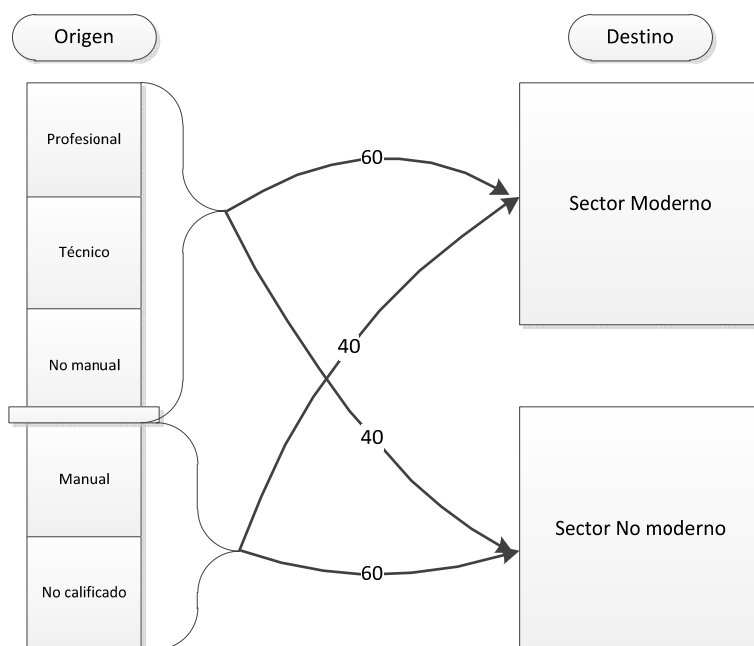 Origen
Destino
Profesional
60
Sector Moderno
Técnico
40
No manual
40
Manual
Sector No moderno
60
No calificado